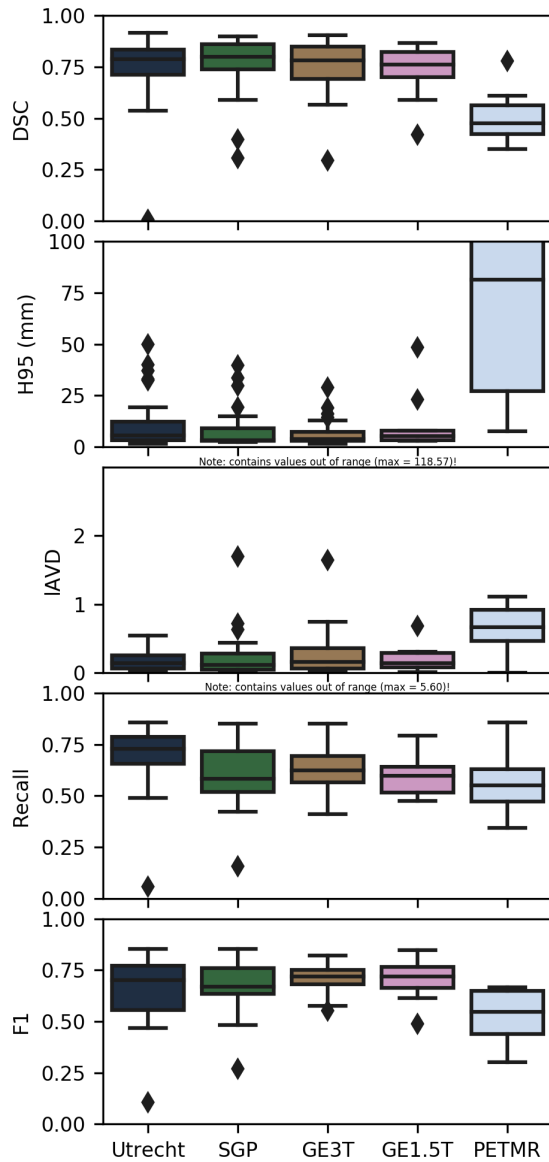 1.00
0.75
0.50
0.25
0.00
DSC
100
75
50
25
0
H95 (mm)
Note: contains values out of range (max = 118.57)!
2
1
0
lAVD
Note: contains values out of range (max = 5.60)!
1.00
0.75
0.50
0.25
0.00
Recall
1.00
0.75
0.50
0.25
0.00
F1
Utrecht SGP GE3T GE1.5T PETMR